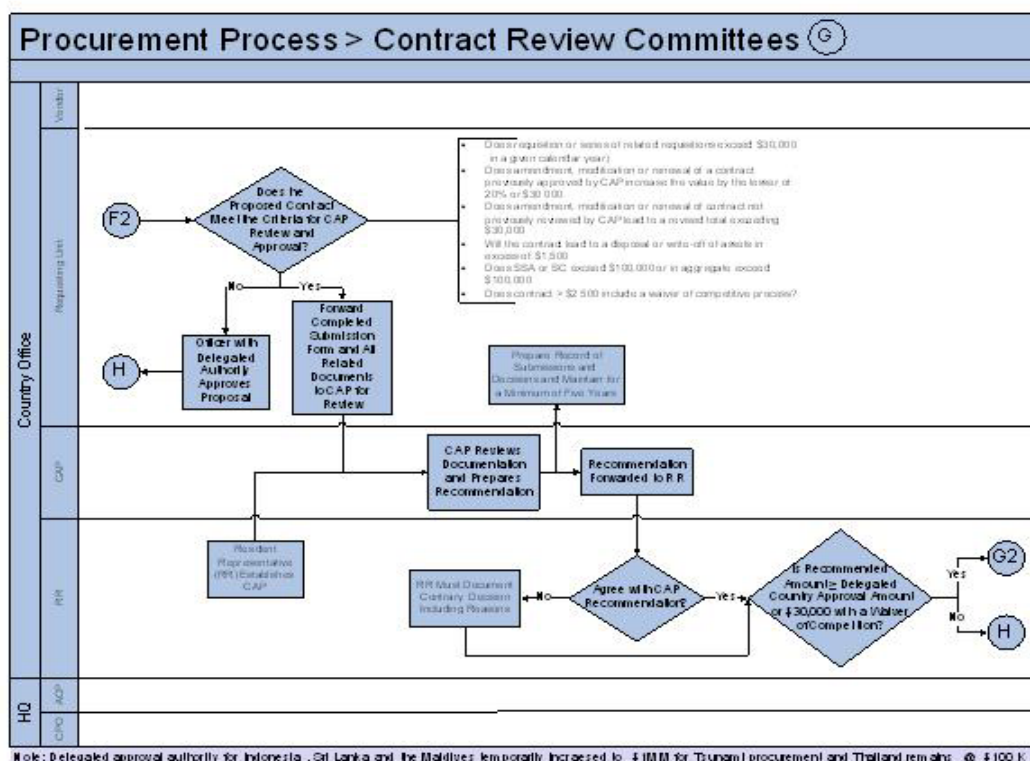 Procurement Process > Contract Review Committees G
Vendor
Requesting Unit
Country Office
CAP
RR
HQ
ACP
CPO
F2
Does he
Proposed Contract
Meet the Criteria for CAP
Review and
Approval?
• Does requisition or series of related requisitions exceed $30,000
in a given calendar year)
• Does amendment, modification or renewal of a contract
previously approved by CAP increase the value by the lesser of
20% or $30 000
• Does amendment, modification or renewal of contract not
previously reviewed by CAP lead to a revised total exceeding
$30,000
• Will the contract lead to a disposal or write-off of assets in
excess of $1,500
• Does SSA or SC exceed $100,000 or in aggregate exceed
$100,000
• Does contract > $2 500 include a waiver of competitive process?
No
Yes
Officer with
Delegated
Authority
Approves
Proposal
H
Forward
Completed
Submission
Form and All
Related
Documents
to CAP for
Review
Prepare Record of
Submissions and
Decisions and Maintain for
a Minimum of Five Years
CAP Reviews
Documentation
and Prepares
Recommendation
Recommendation
Forwarded to RR
Resident
Representative
(RR) Establishes
CAP
RR Must Document
Contrary Decision
Including Reasons
No
Agree with CAP
Recommendation?
Yes
Is Recommended
Amount ≥ Delegated
Country Approval Amount
or $30,000 with a Waiver
of Competition?
Yes
G2
No
H
Note: Delegated approval authority for Indonesia, Sri Lanka and the Maldives temporarily increased to $1MM for Tsunami procurement and Thailand remains @ $100 K